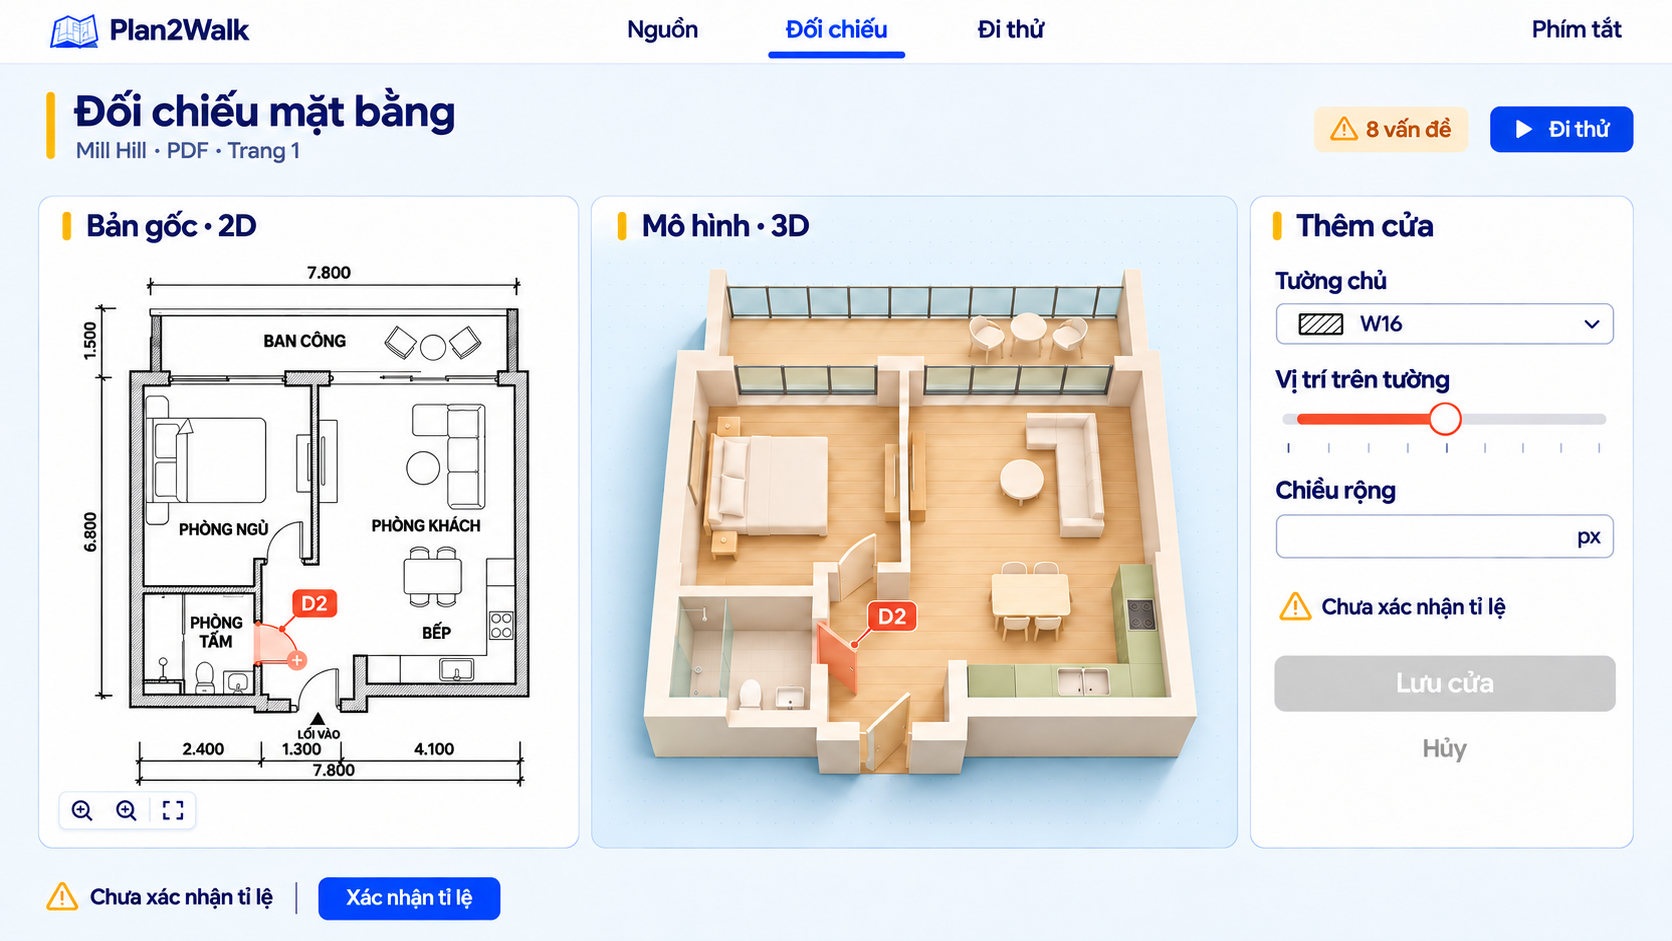 Plan2Walk
Nguồn
Đối chiếu
Đi thử
Phím tắt
Đối chiếu mặt bằng
Mill Hill • PDF • Trang 1
8 vấn đề
Đi thử
Bản gốc • 2D
7.800
1.500
BAN CÔNG
6.800
PHÒNG NGỦ
PHÒNG KHÁCH
D2
PHÒNG
TẮM
BẾP
LỐI VÀO
2.400
1.300
4.100
7.800
Mô hình • 3D
D2
Thêm cửa
Tường chủ
W16
Vị trí trên tường
Chiều rộng
px
Chưa xác nhận tỉ lệ
Lưu cửa
Hủy
Chưa xác nhận tỉ lệ
Xác nhận tỉ lệ